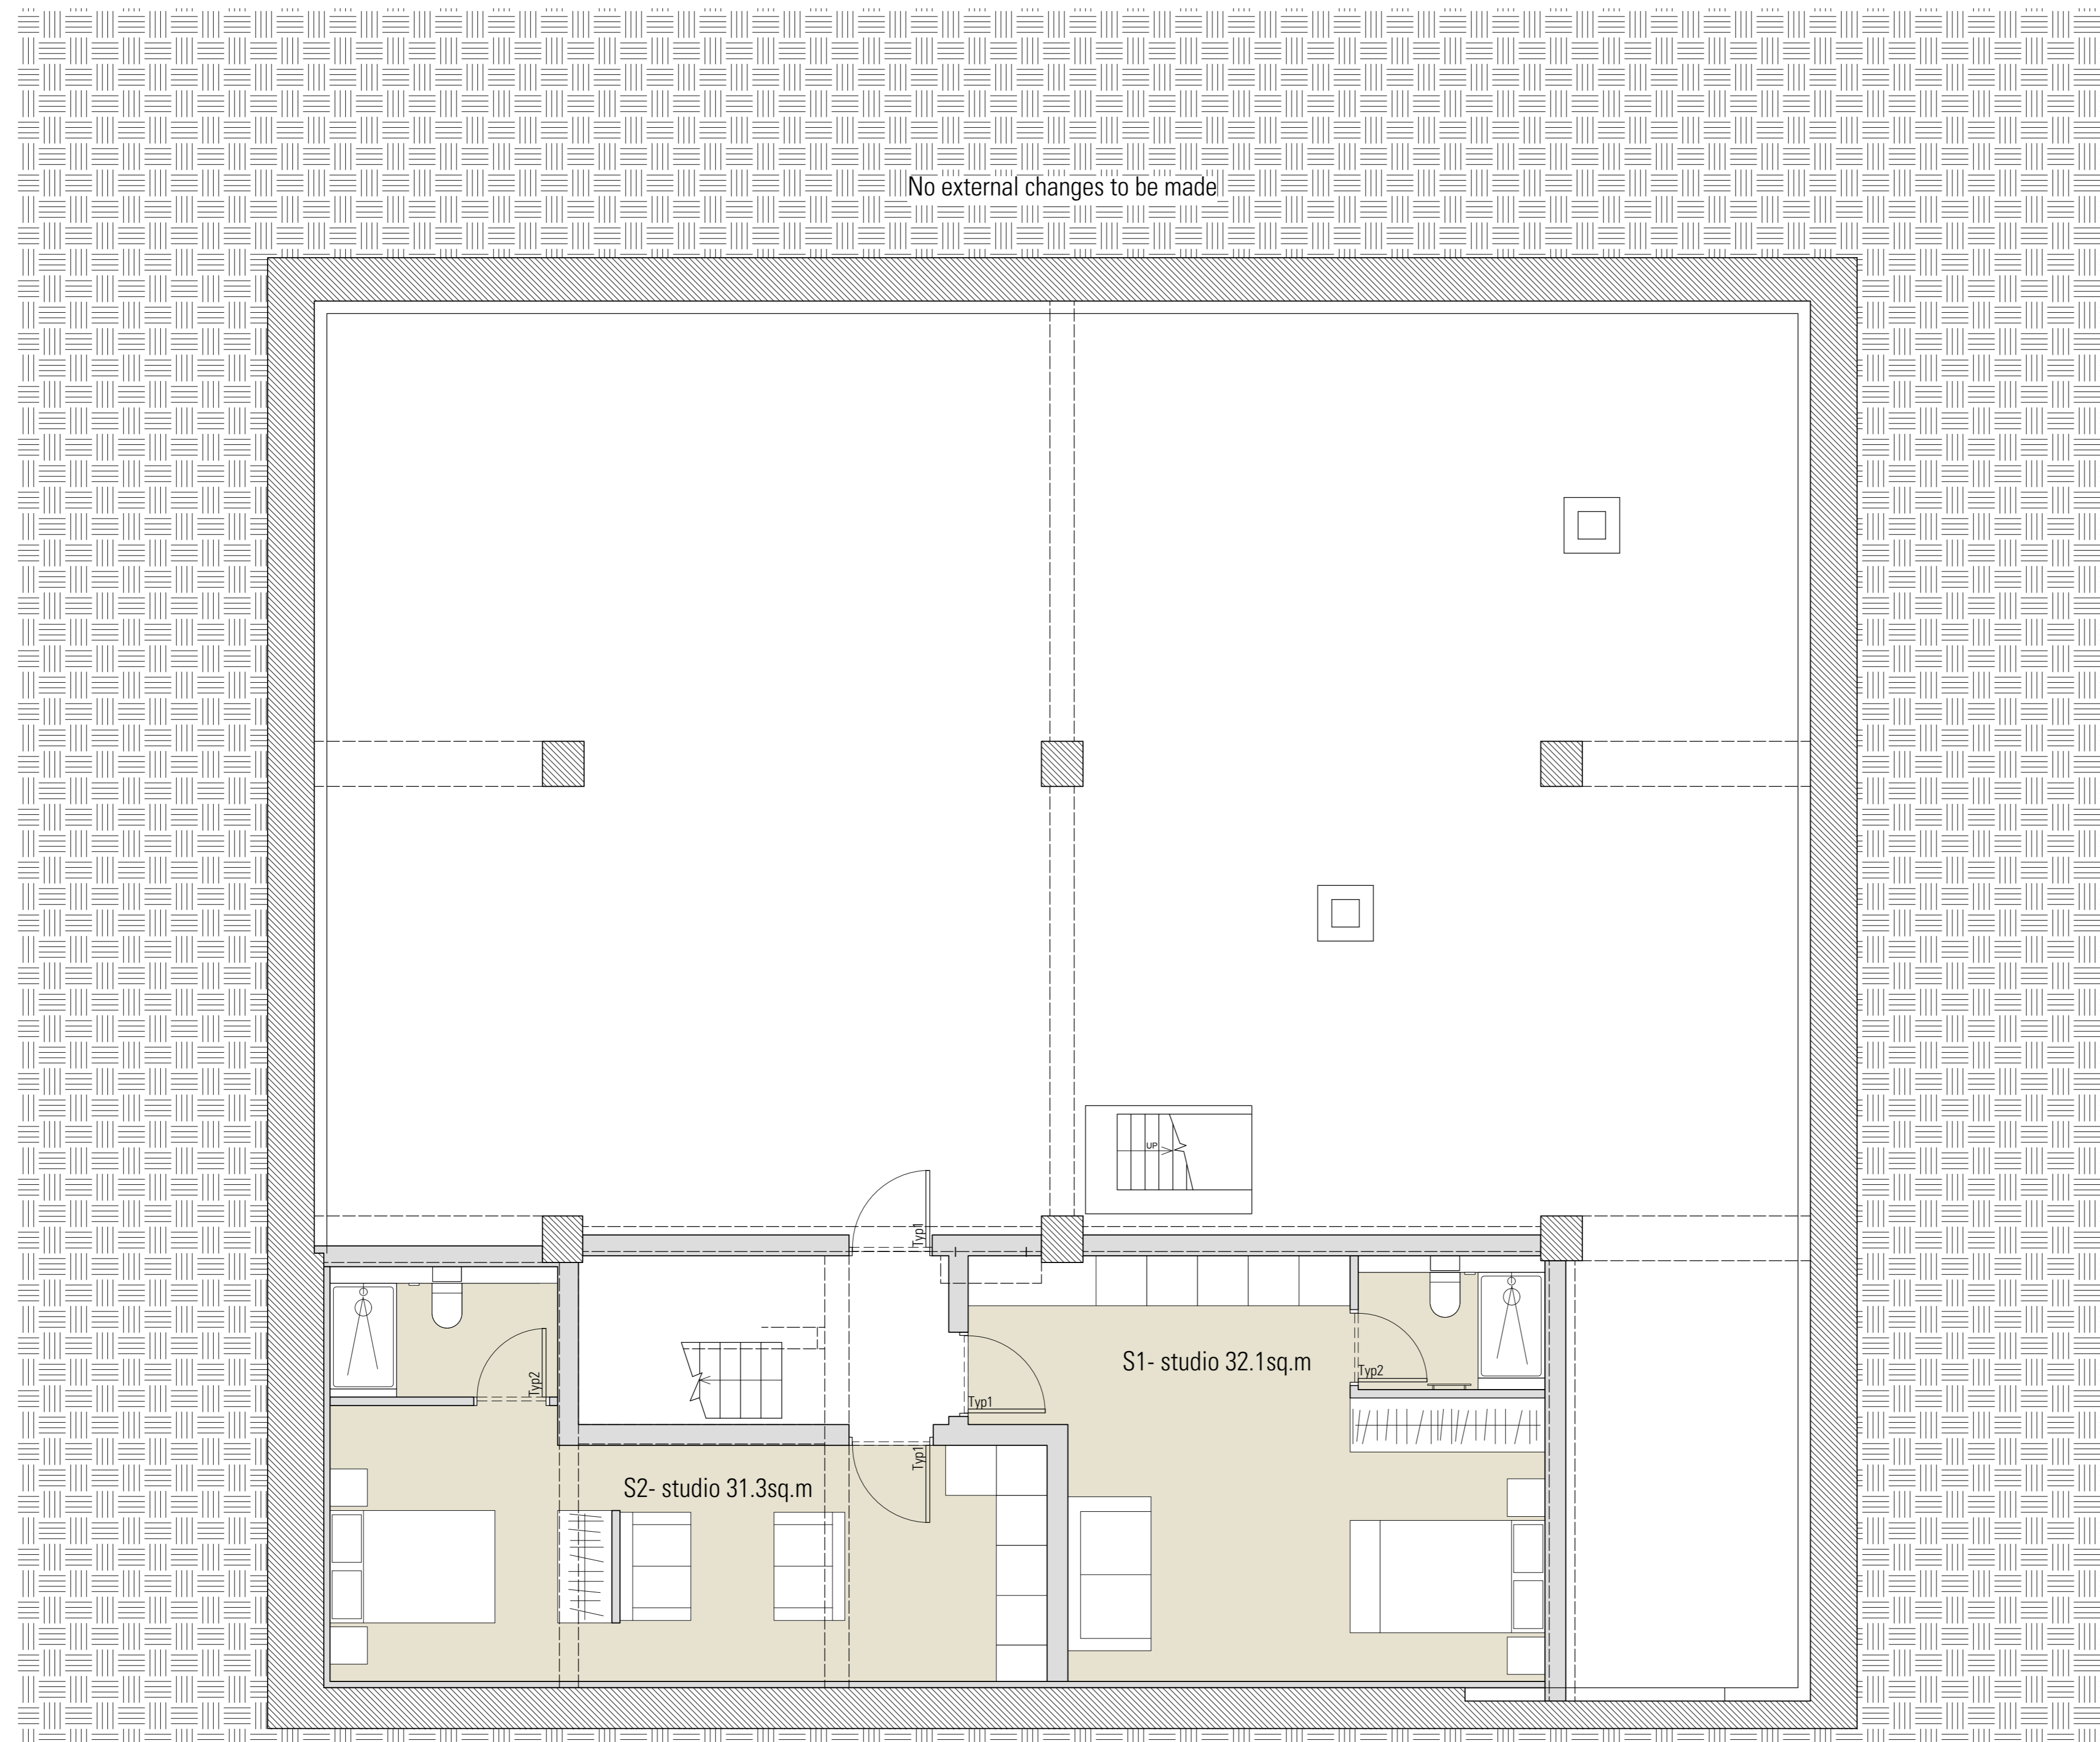 No external changes to be made
UP
Typ1
S1- studio 32.1sq.m
Typ2
Typ2
Typ1
Typ1
S2- studio 31.3sq.m